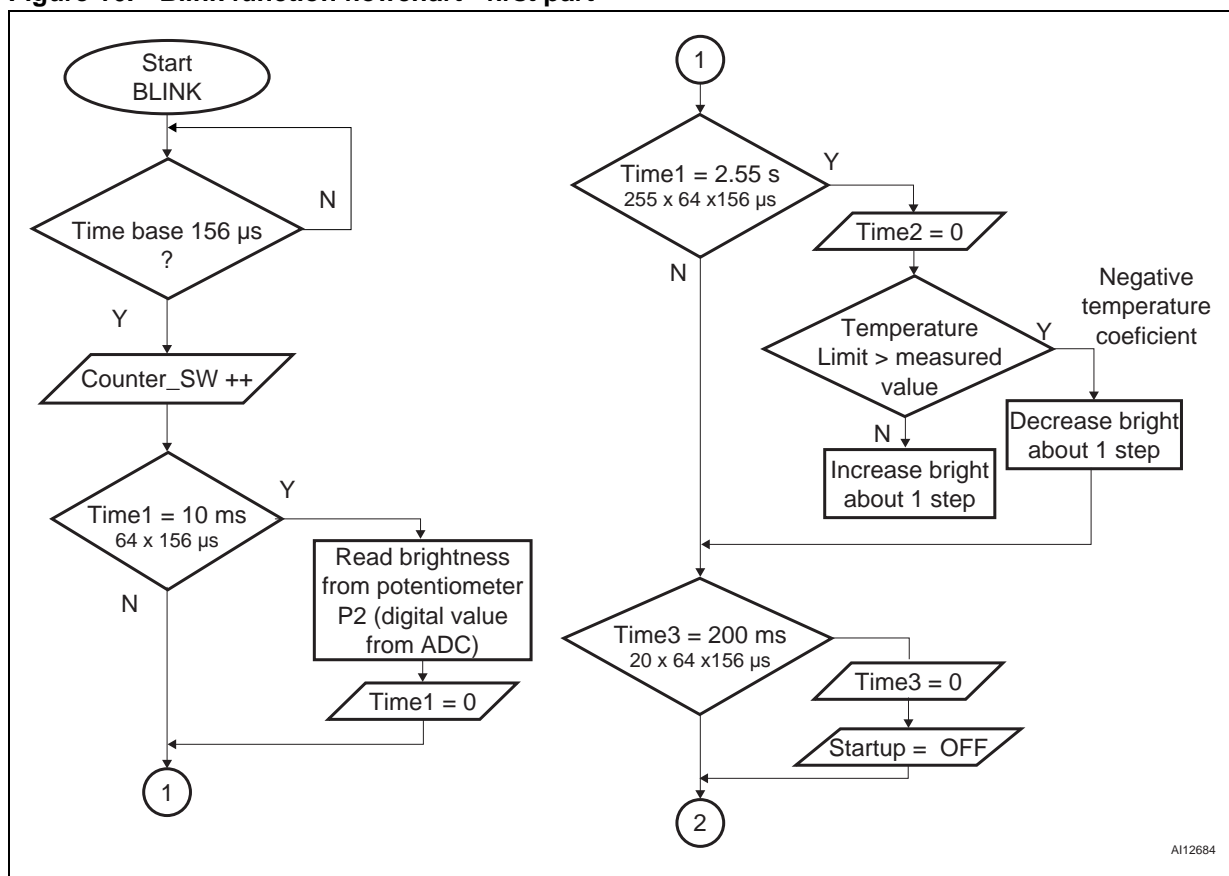 Figure Blink function flowchart - first part
Start
BLINK
N
Time base 156 µs
?
Y
Counter_SW ++
Y
Time1 = 10 ms
64 x 156 µs
N
Read brightness
from potentiometer
P2 (digital value
from ADC)
Time1 = 0
1
1
Y
Time1 = 2.55 s
255 x 64 x156 µs
N
Time2 = 0
Negative
temperature
coeficient
Y
Temperature
Limit > measured
value
N
Decrease bright
about 1 step
Increase bright
about 1 step
Time3 = 200 ms
20 x 64 x156 µs
Time3 = 0
Startup = OFF
2
AI12684